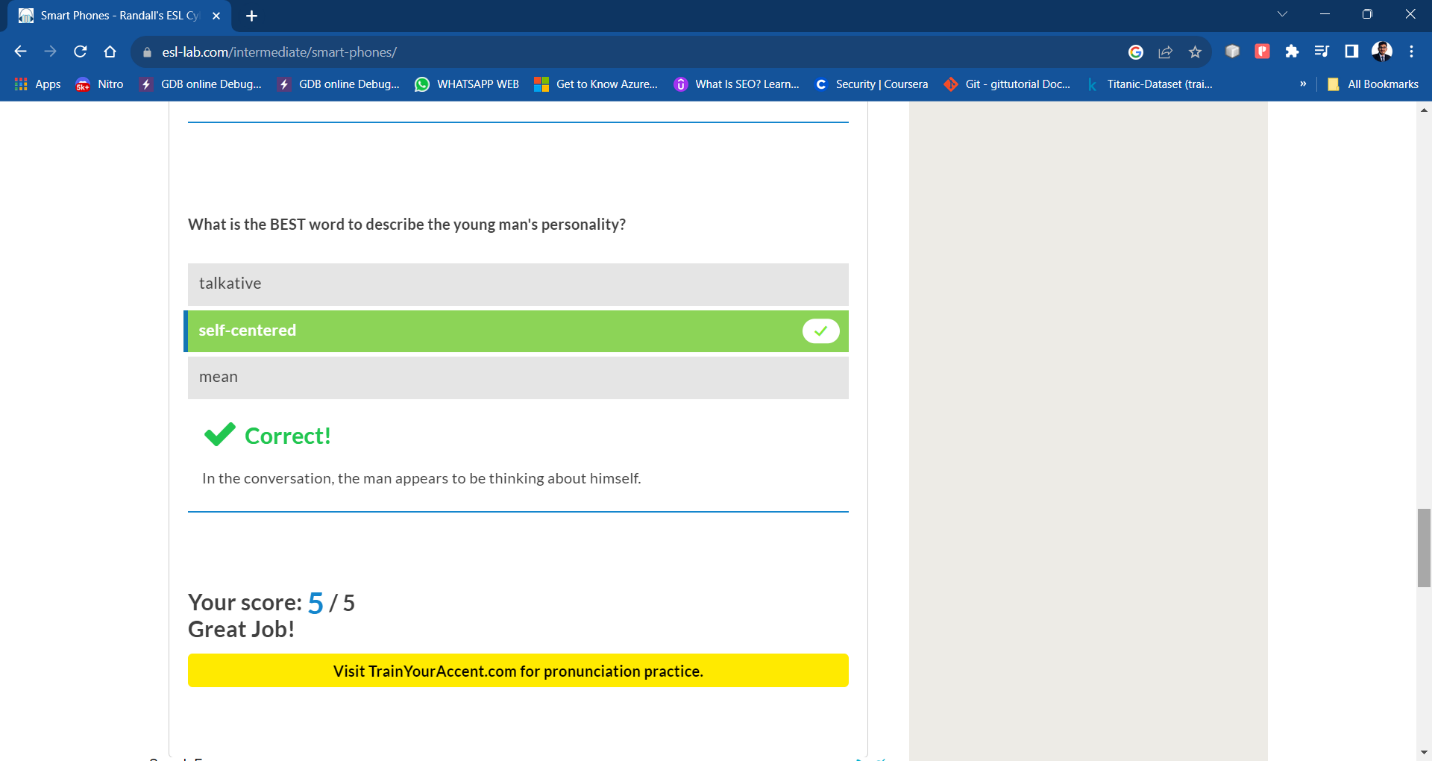 Smart Phones - Randall's ESL Cy
esl-lab.com/intermediate/smart-phones/
Apps
5k+
Nitro
GDB online Debug...
GDB online Debug...
WHATSAPP WEB
Get to Know Azure...
What Is SEO? Learn...
Security | Coursera
Git - gittutorial Doc...
Titanic-Dataset (trai...
»
All Bookmarks
What is the BEST word to describe the young man's personality?
talkative
self-centered
mean
Correct!
In the conversation, the man appears to be thinking about himself.
Your score: 5 / 5
Great Job!
Visit TrainYourAccent.com for pronunciation practice.